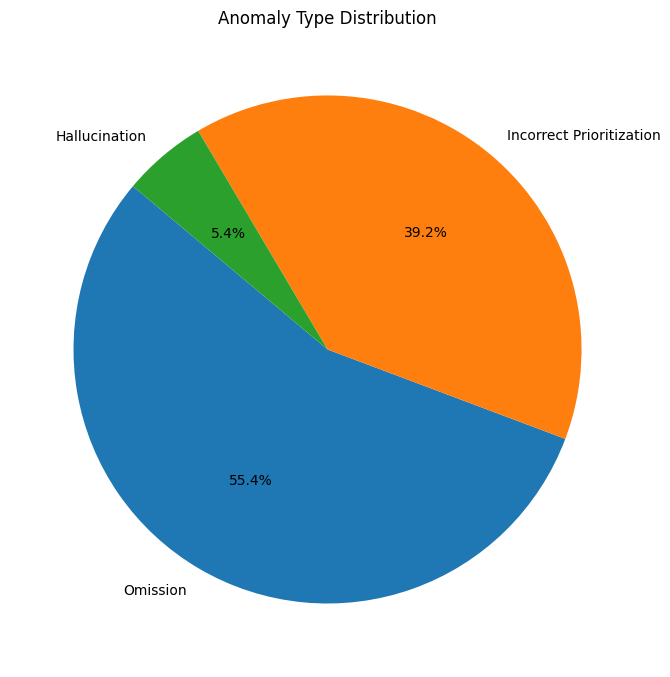 Anomaly Type Distribution
Hallucination
Incorrect Prioritization
5.4%
39.2%
55.4%
Omission